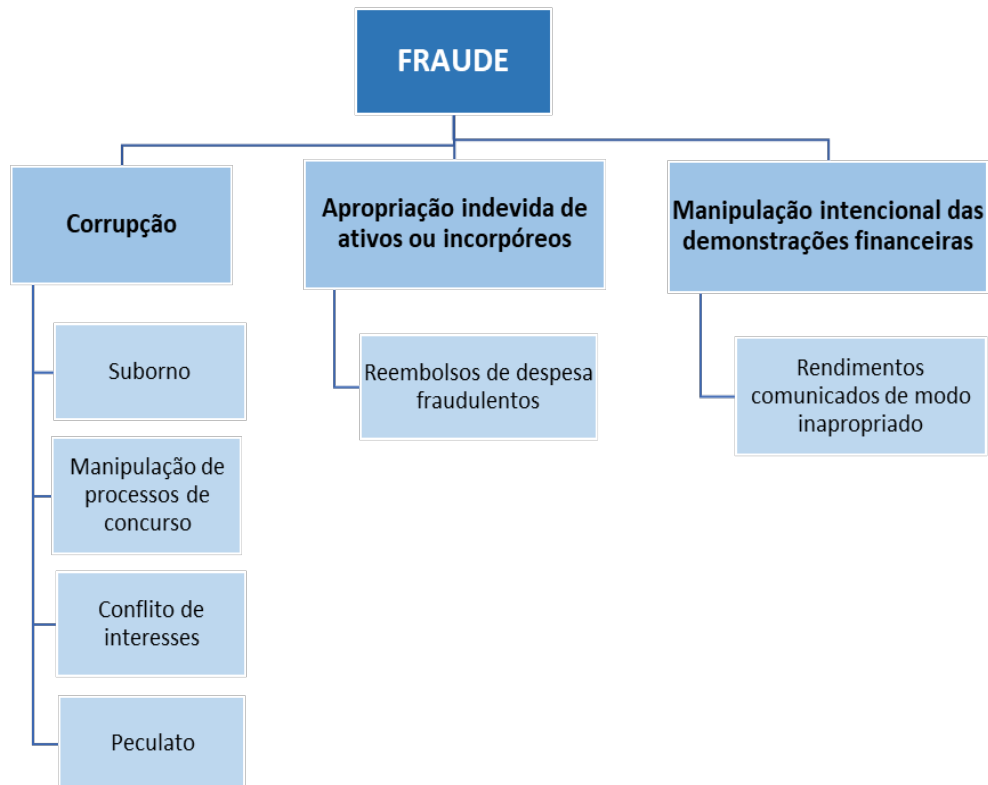 FRAUDE
Corrupção
Apropriação indevida de
ativos ou incorpóreos
Manipulação intencional das
demonstrações financeiras
Suborno
Manipulação de
processos de
concurso
Conflito de
interesses
Peculato
Reembolsos de despesa
fraudulentos
Rendimentos
comunicados de modo
inapropriado